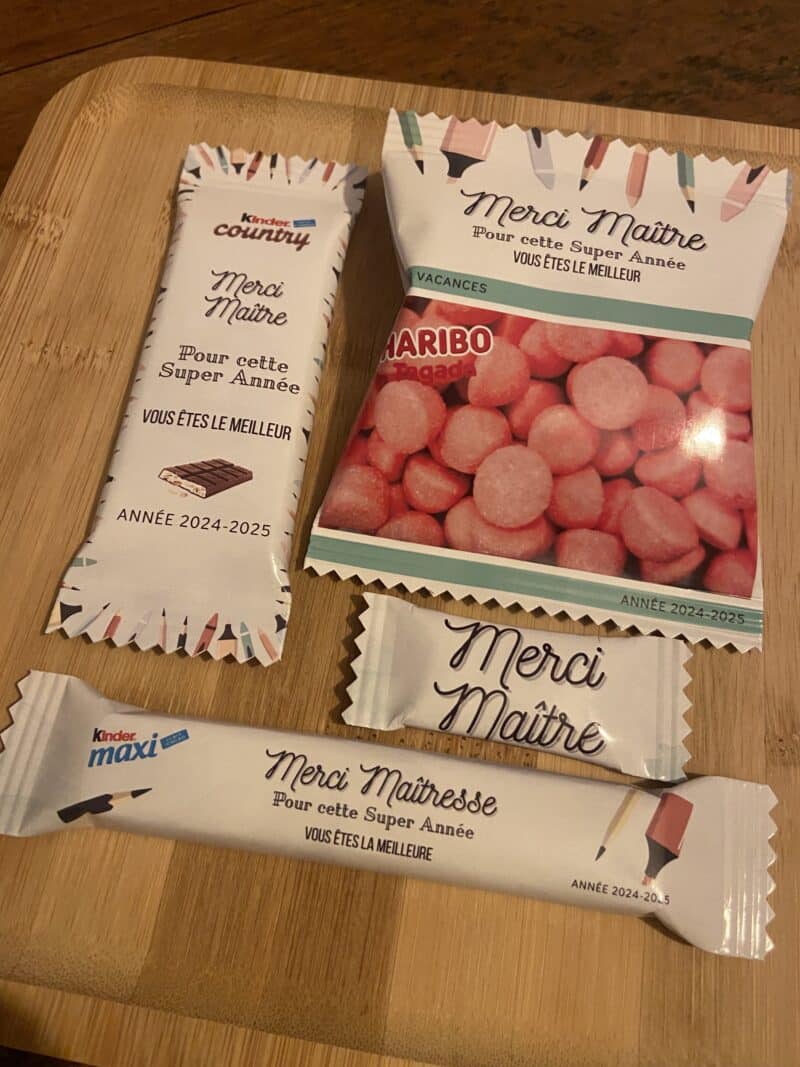 Kinder
country
Merci
Maître
Pour cette
Super Année
VOUS ÊTES LE MEILLEUR
ANNÉE 2024-2025
Merci Maître
Pour cette Super Année
VOUS ÊTES LE MEILLEUR
VACANCES
HARIBO
Tagada
ANNÉE 2024-2025
Merci
Maître
Kinder
maxi
Merci Maîtresse
Pour cette Super Année
VOUS ÊTES LA MEILLEURE
ANNÉE 2024-2025